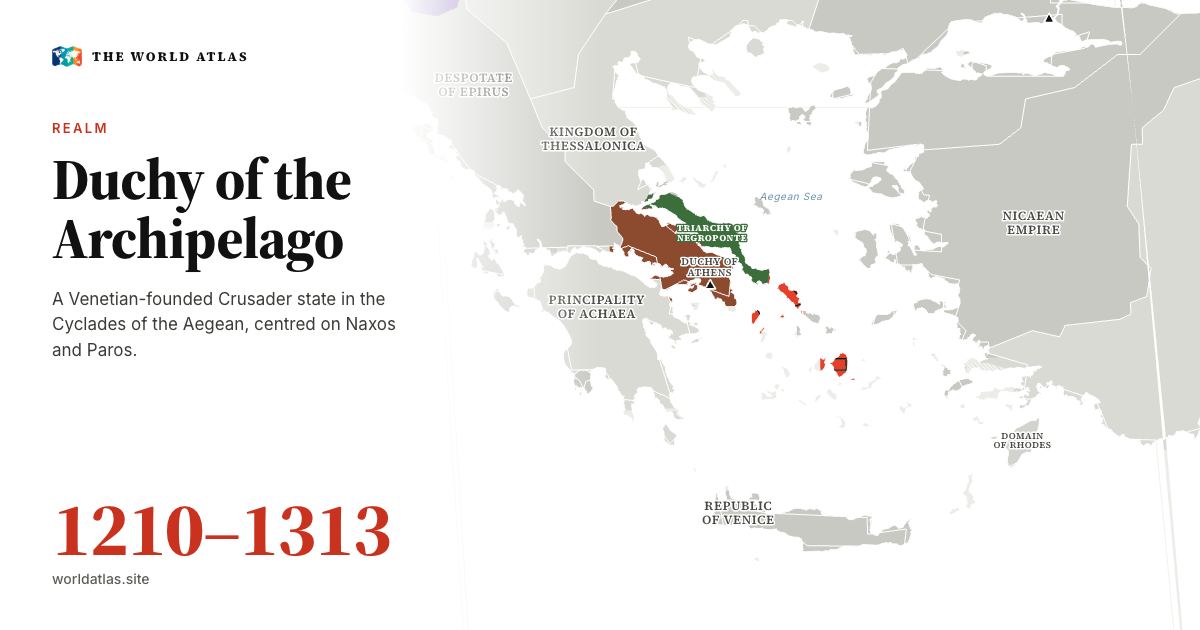 THE WORLD ATLAS
REALM
Duchy of the
Archipelago
A Venetian-founded Crusader state in the
Cyclades of the Aegean, centred on Naxos
and Paros.
1210–1313
worldatlas.site
DESPOTATE
OF EPIRUS
KINGDOM OF
THESSALONICA
Aegean Sea
TRIARCHY OF
NEGROPONTE
DUCHY OF
ATHENS
PRINCIPALITY
OF ACHAEA
NICAEAN
EMPIRE
DOMAIN
OF RHODES
REPUBLIC
OF VENICE